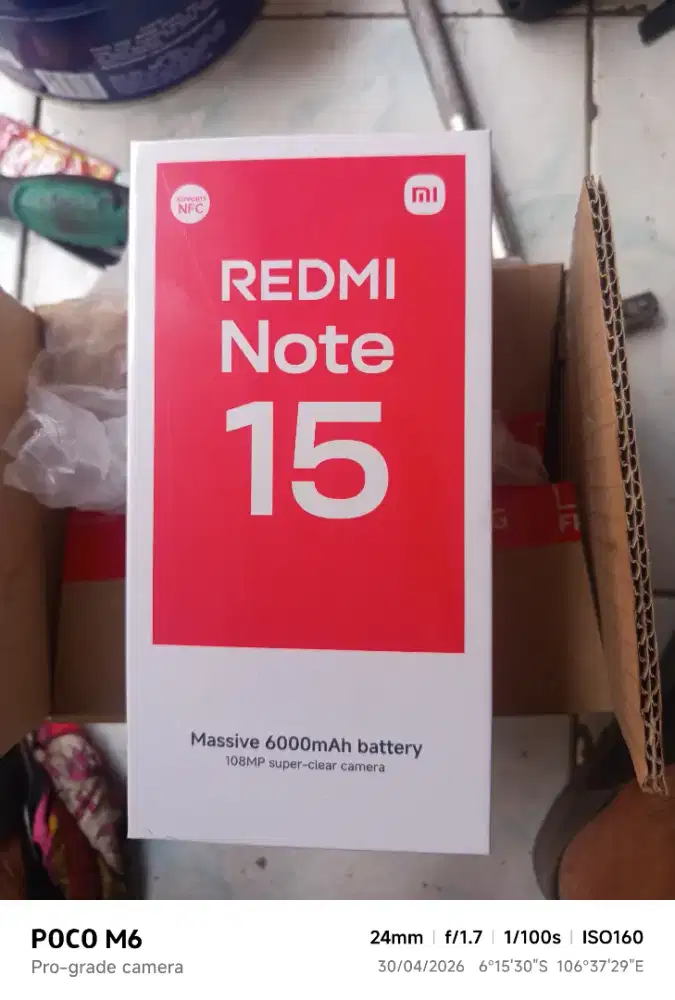 SUPPORTS
NFC
mi
REDMI
Note
15
Massive 6000mAh battery
108MP super-clear camera
POCO M6
Pro-grade camera
24mm | f/1.7 | 1/100s | ISO160
30/04/2026 6°15'30"S 106°37'29"E